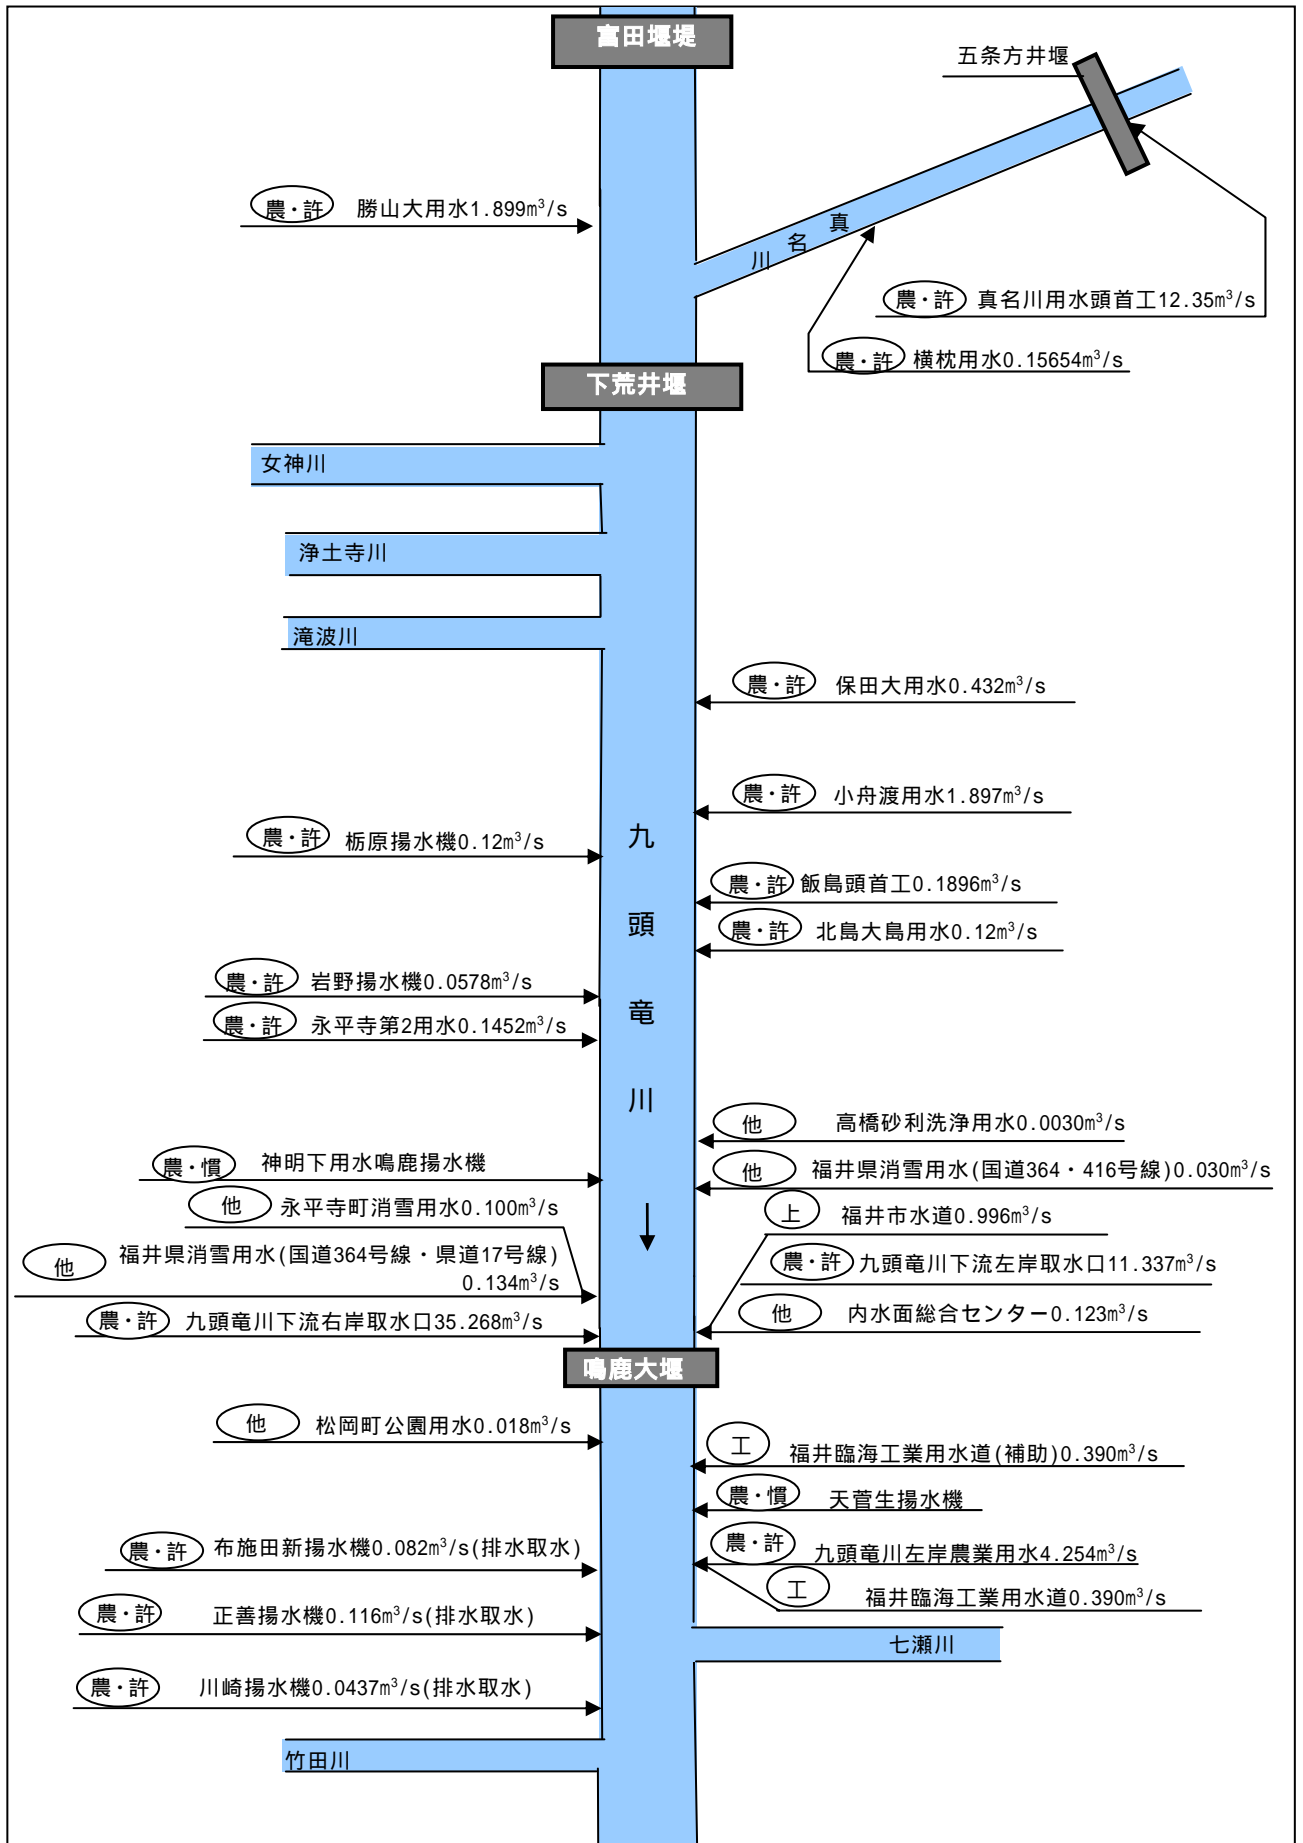 富田堰堤
五条方井堰
農・許 勝山大用水1.899m³/s
真名川
農・許 真名川用水頭首工12.35m³/s
農・許 横枕用水0.15654m³/s
下荒井堰
女神川
浄土寺川
滝波川
農・許 保田大用水0.432m³/s
農・許 小舟渡用水1.897m³/s
九頭竜川
農・許 栃原揚水機0.12m³/s
農・許 飯島頭首工0.1896m³/s
農・許 北島大島用水0.12m³/s
農・許 岩野揚水機0.0578m³/s
農・許 永平寺第2用水0.1452m³/s
他 高橋砂利洗浄用水0.0030m³/s
農・慣 神明下用水鳴鹿揚水機
他 福井県消雪用水(国道364・416号線)0.030m³/s
他 永平寺町消雪用水0.100m³/s
上 福井市水道0.996m³/s
他 福井県消雪用水(国道364号線・県道17号線)
0.134m³/s
農・許 九頭竜川下流左岸取水口11.337m³/s
農・許 九頭竜川下流右岸取水口35.268m³/s
他 内水面総合センター0.123m³/s
鳴鹿大堰
他 松岡町公園用水0.018m³/s
工 福井臨海工業用水道(補助)0.390m³/s
農・慣 天菅生揚水機
農・許 布施田新揚水機0.082m³/s(排水取水)
農・許 九頭竜川左岸農業用水4.254m³/s
工 福井臨海工業用水道0.390m³/s
農・許 正善揚水機0.116m³/s(排水取水)
七瀬川
農・許 川崎揚水機0.0437m³/s(排水取水)
竹田川